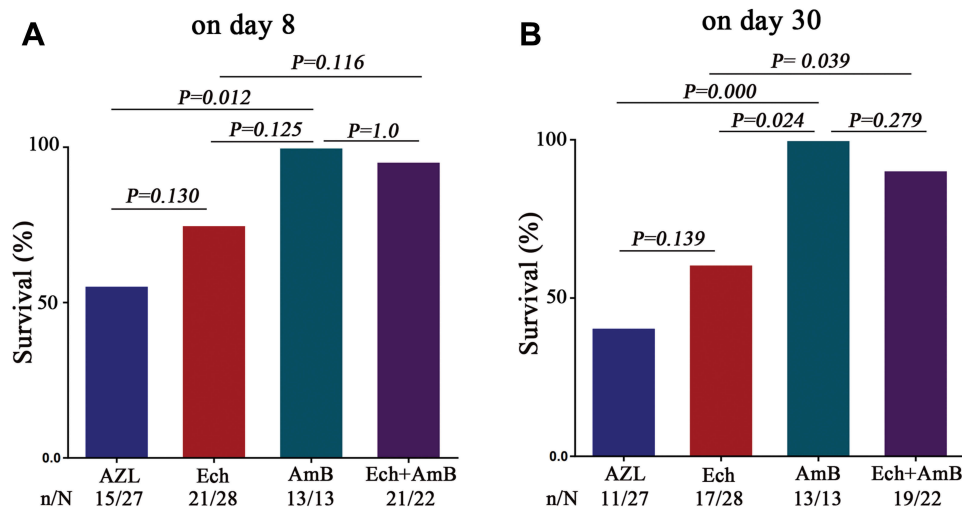 A
on day 8
P=0.116
P=0.012
P=0.125
P=1.0
P=0.130
100
50
0.0
Survival (%)
AZL
Ech
AmB
Ech+AmB
n/N
15/27
21/28
13/13
21/22
B
on day 30
P= 0.039
P=0.000
P=0.024
P=0.279
P=0.139
100
50
0.0
Survival (%)
AZL
Ech
AmB
Ech+AmB
n/N
11/27
17/28
13/13
19/22